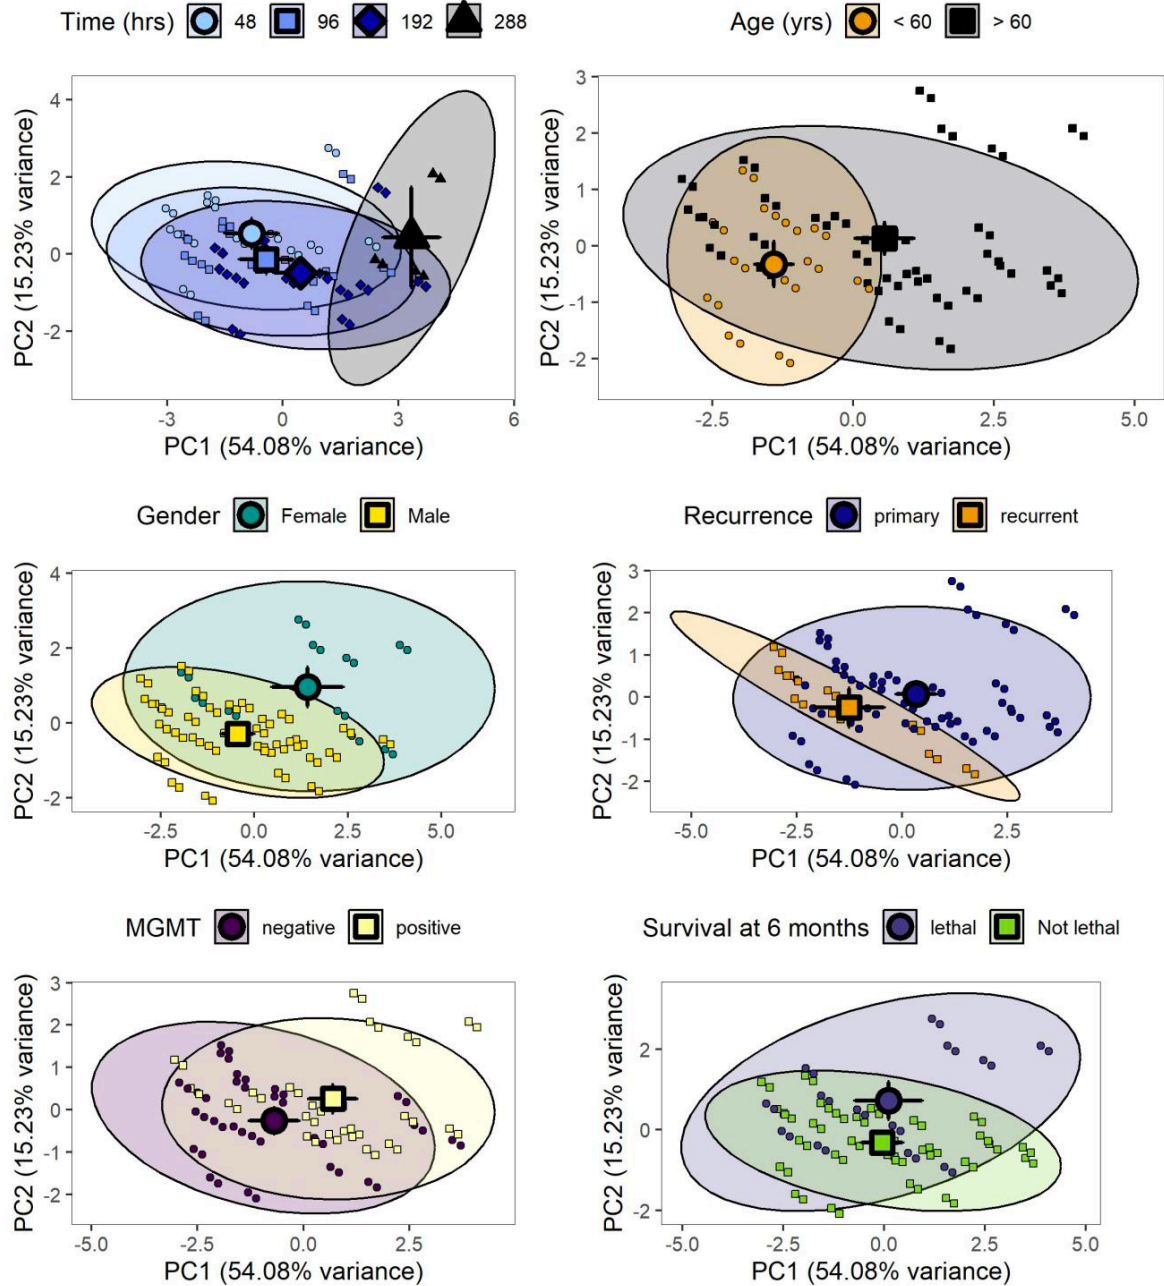 Time (hrs) 48 96 192 288
Age (yrs) < 60 > 60
PC2 (15.23% variance)
4
2
0
-2
-3 0 3 6
PC1 (54.08% variance)
PC2 (15.23% variance)
3
2
1
0
-1
-2
-2.5 0.0 2.5 5.0
PC1 (54.08% variance)
Gender Female Male
Recurrence primary recurrent
PC2 (15.23% variance)
4
2
0
-2
-2.5 0.0 2.5 5.0
PC1 (54.08% variance)
PC2 (15.23% variance)
3
2
1
0
-1
-2
-5.0 -2.5 0.0 2.5
PC1 (54.08% variance)
MGMT negative positive
Survival at 6 months lethal Not lethal
PC2 (15.23% variance)
3
2
1
0
-1
-2
-5.0 -2.5 0.0 2.5
PC1 (54.08% variance)
PC2 (15.23% variance)
2
0
-2
-5.0 -2.5 0.0 2.5 5.0
PC1 (54.08% variance)